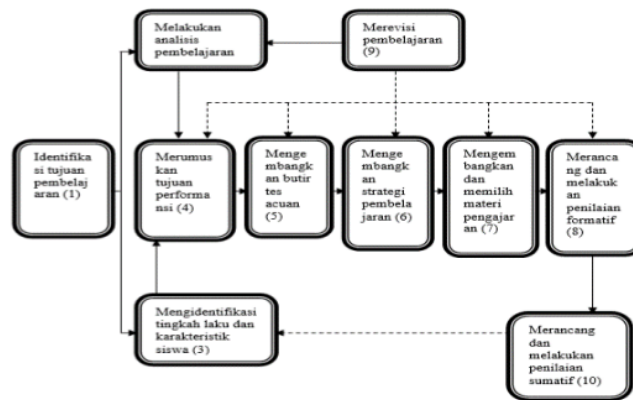 Melakukan
analisis
pembelajaran
Merevisi
pembelajaran
(9)
Identifika
si tujuan
pembelaj
aran (1)
Merumus
kan
tujuan
performa
nsi (4)
Menge
mbangk
an butir
tes
acuan
(5)
Menge
mbangk
an
strategi
pembela
jaran (6)
Mengem
bangkan
dan
memilih
materi
pengajar
an (7)
Meranca
ng dan
melakuk
an
penilaian
formatif
(8)
Mengidentifikasi
tingkah laku dan
karakteristik
siswa (3)
Merancang
dan
melakukan
penilaian
sumatif (10)